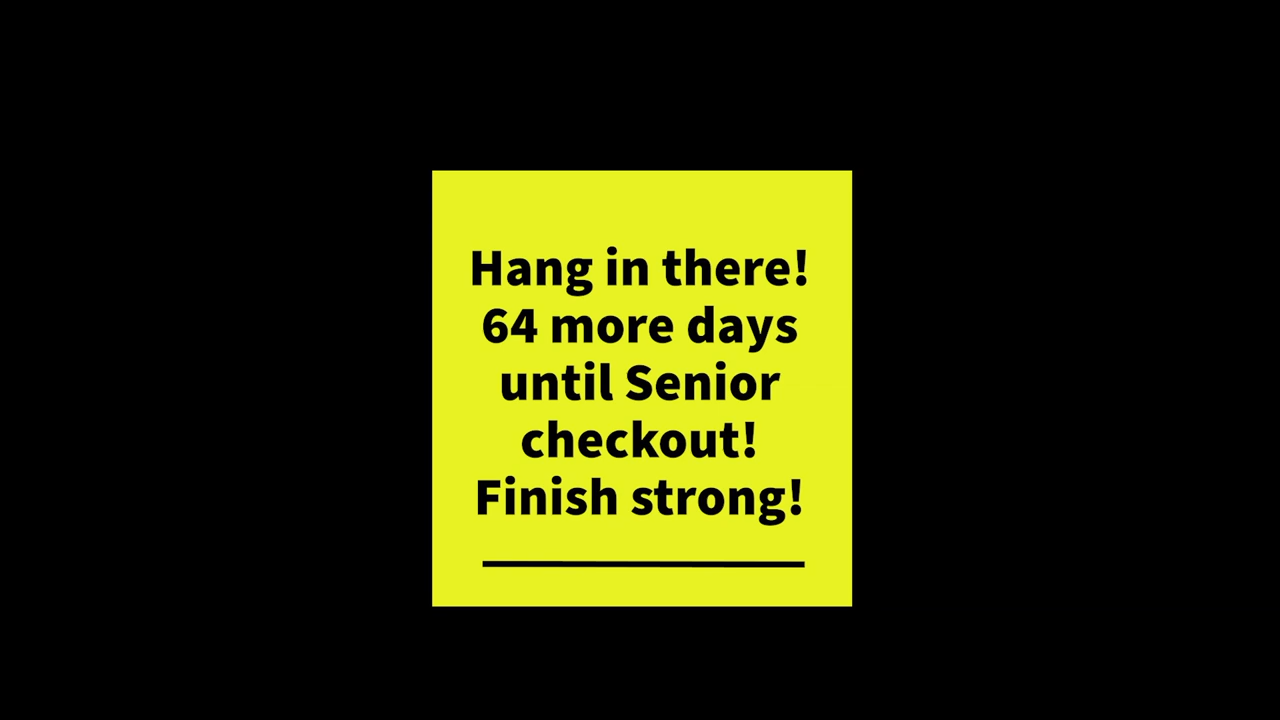 Hang in there!
64 more days
until Senior
checkout!
Finish strong!